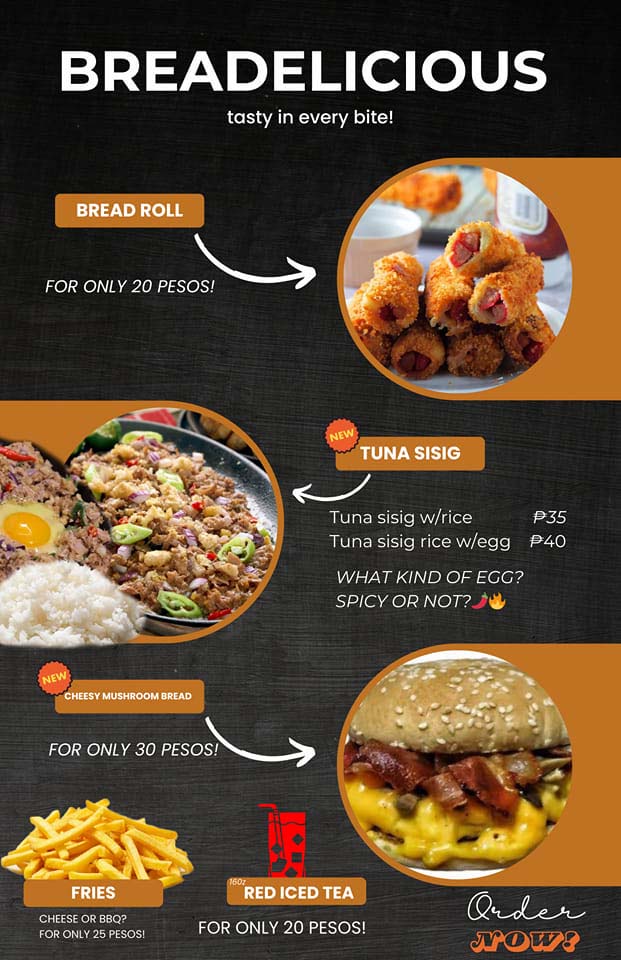 BREADELICIOUS
tasty in every bite!
BREAD ROLL
FOR ONLY 20 PESOS!
NEW
TUNA SISIG
Tuna sisig w/rice ₱35
Tuna sisig rice w/egg ₱40
WHAT KIND OF EGG?
SPICY OR NOT?🌶️🔥
NEW
CHEESY MUSHROOM BREAD
FOR ONLY 30 PESOS!
FRIES
CHEESE OR BBQ?
FOR ONLY 25 PESOS!
16oz
RED ICED TEA
FOR ONLY 20 PESOS!
Order
NOW!